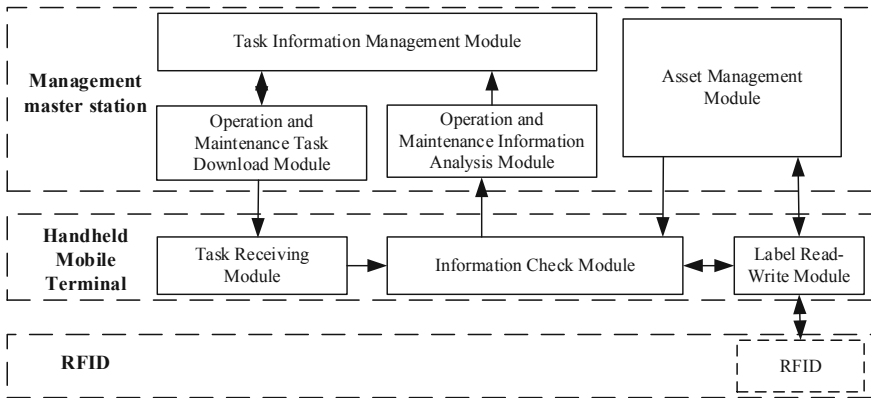 Task Information Management Module
Asset Management
Module
Management
master station
Operation and
Maintenance Task
Download Module
Operation and
Maintenance Information
Analysis Module
Handheld
Mobile
Terminal
Task Receiving
Module
Information Check Module
Label Read-
Write Module
RFID
RFID